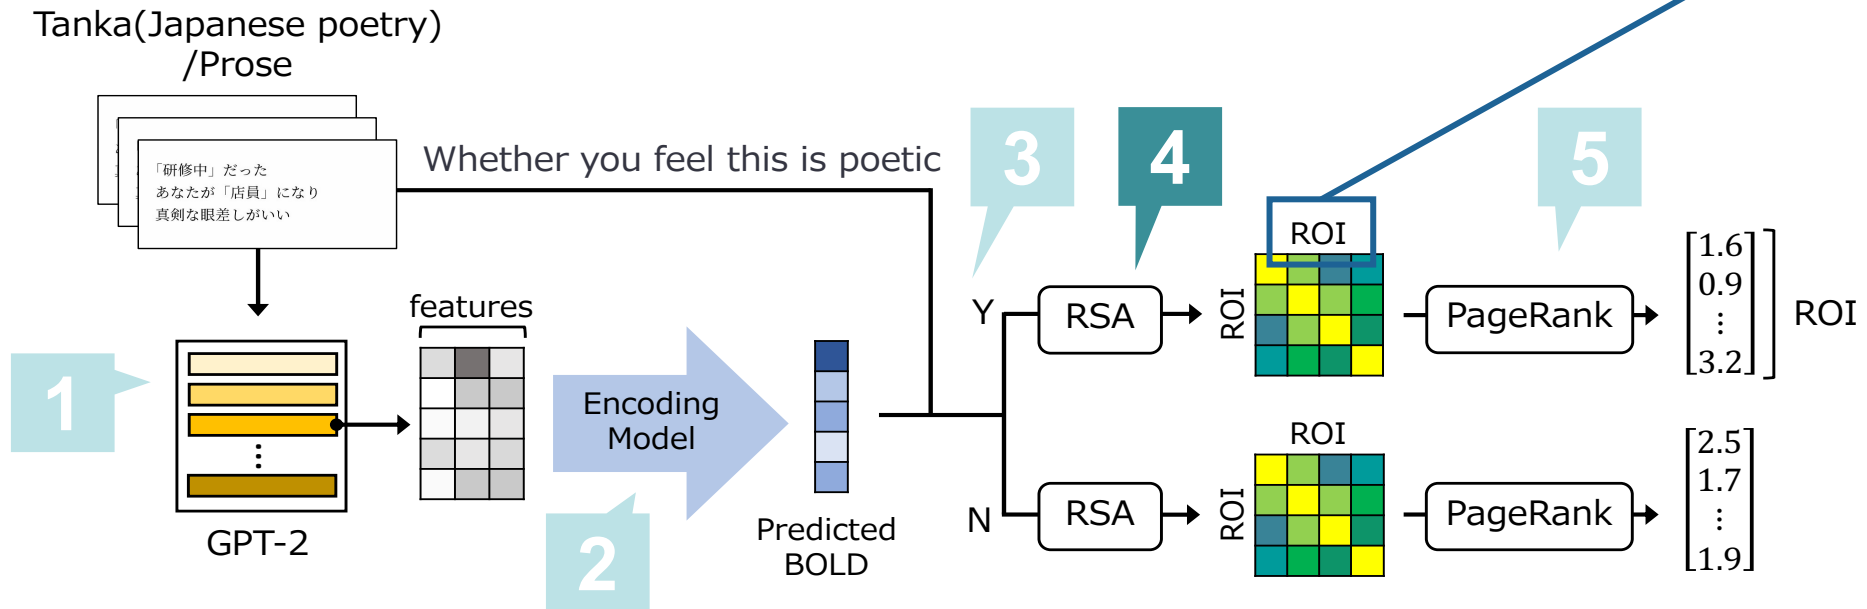 Tanka(Japanese poetry)
/Prose
「研修中」だった
あなたが「店員」になり
真剣な眼差しがいい
Whether you feel this is poetic
1
GPT-2
features
2
Encoding
Model
Predicted
BOLD
3
Y
N
4
RSA
ROI
ROI
5
PageRank
1.6
0.9
⋮
3.2
ROI
RSA
ROI
ROI
PageRank
2.5
1.7
⋮
1.9